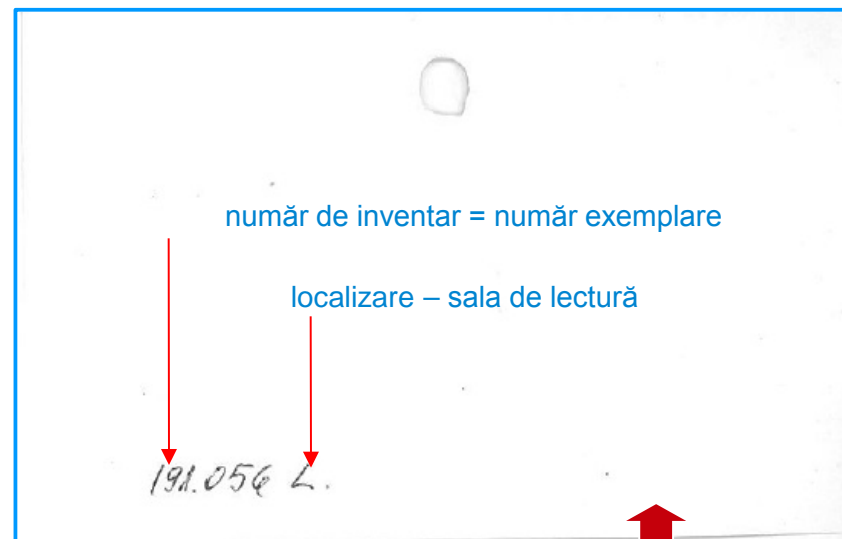 număr de inventar = număr exemplare
localizare – sala de lectură
191.056 L.